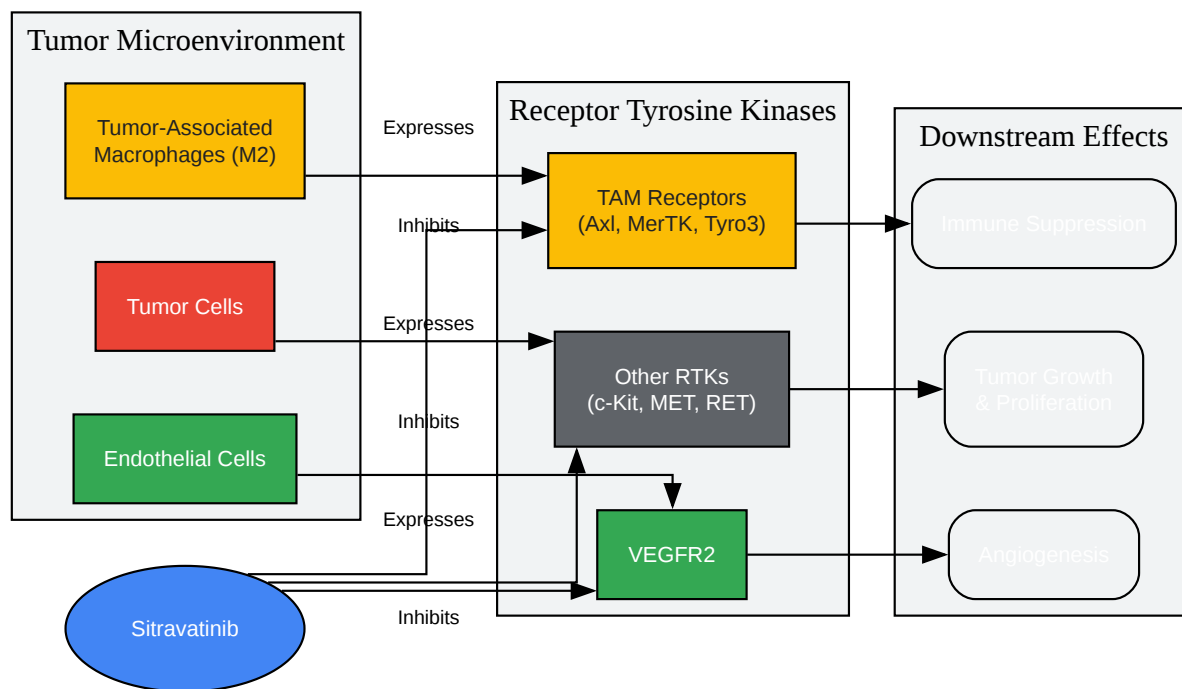 Tumor Microenvironment
Tumor-Associated
Macrophages (M2)
Tumor Cells
Endothelial Cells
Sitravatinib
Expresses
Inhibits
Expresses
Inhibits
Expresses
Inhibits
Receptor Tyrosine Kinases
TAM Receptors
(Axl, MerTK, Tyro3)
Other RTKs
(c-Kit, MET, RET)
VEGFR2
Downstream Effects
Immune Suppression
Tumor Growth
& Proliferation
Angiogenesis